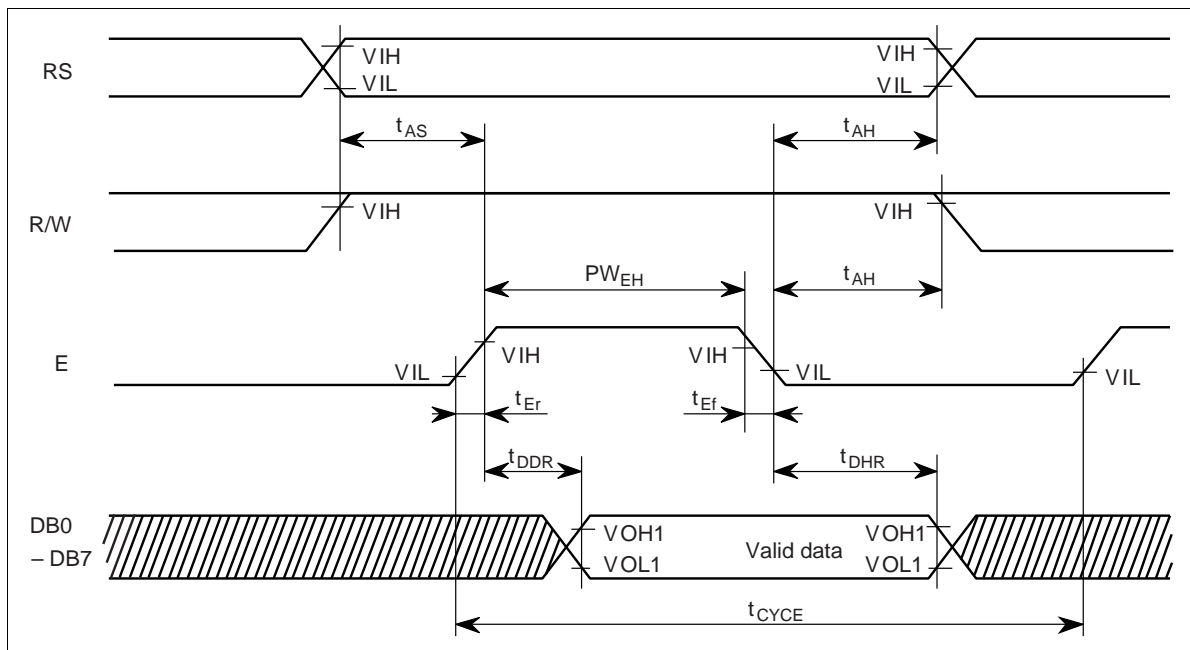 RS
VIH
VIL
VIH
VIL
tAS
tAH
R/W
VIH
VIH
PWEH
tAH
E
VIL
VIH
VIH
VIL
VIL
tEr
tEf
tDDR
tDHR
DB0
– DB7
VOH1
VOL1
Valid data
VOH1
VOL1
tCYCE